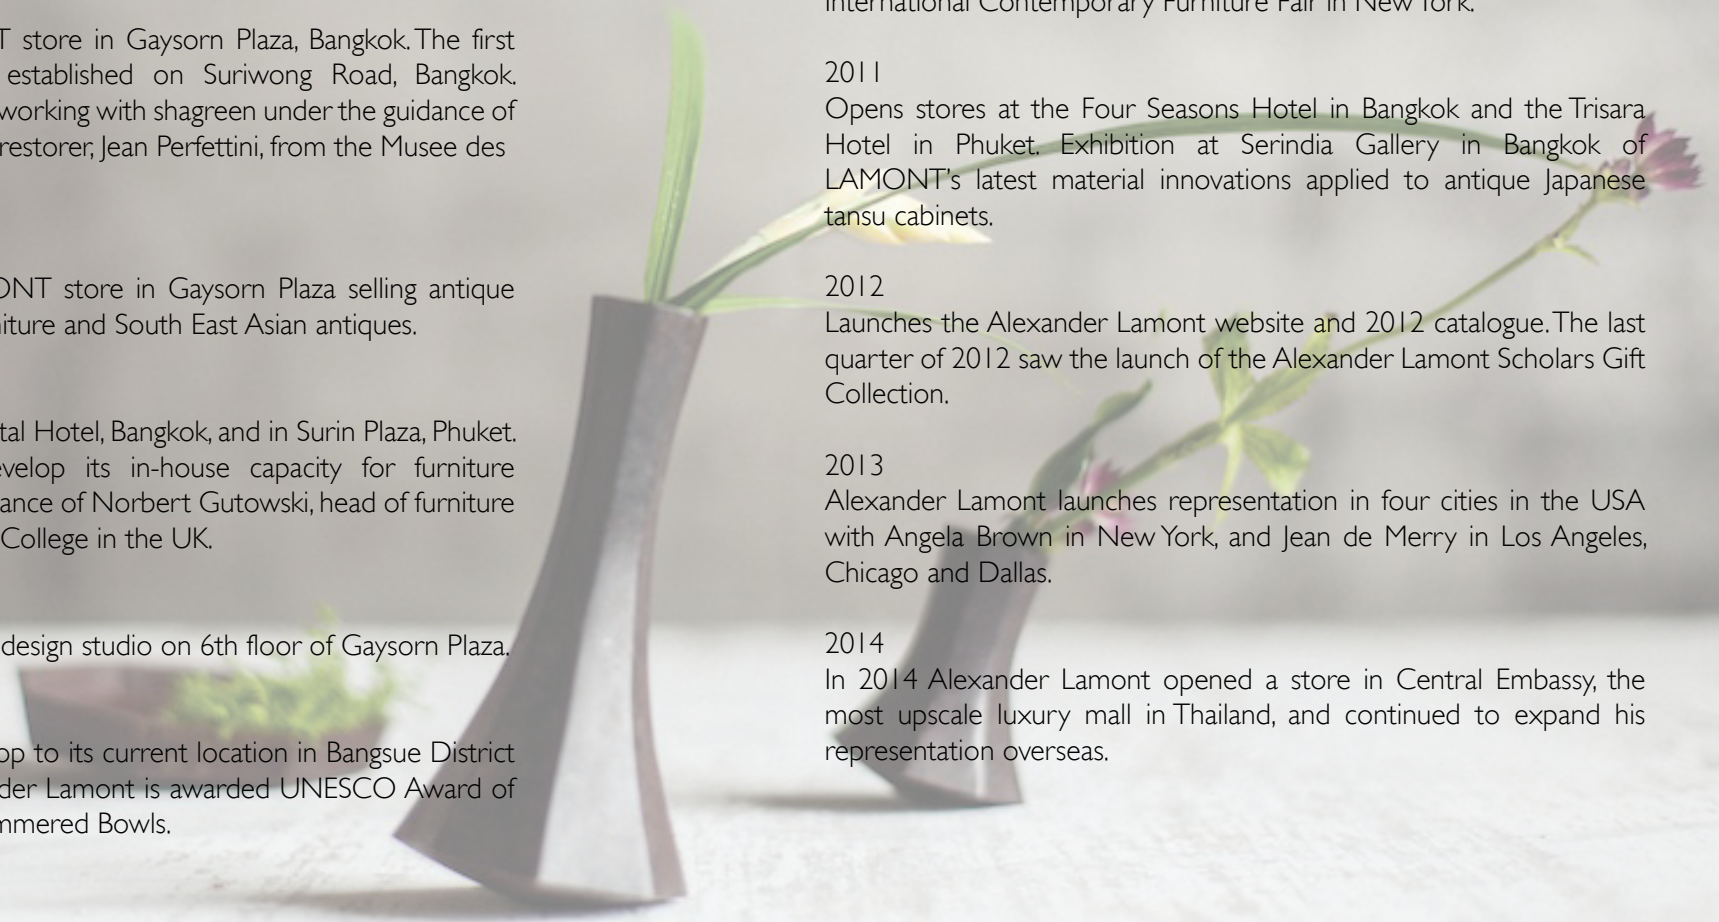 T store in Gaysorn Plaza, Bangkok. The first
established on Suriwong Road, Bangkok.
working with shagreen under the guidance of
restorer, Jean Perfettini, from the Musee des
ONT store in Gaysorn Plaza selling antique
niture and South East Asian antiques.
tal Hotel, Bangkok, and in Surin Plaza, Phuket.
evelop its in-house capacity for furniture
ance of Norbert Gutowski, head of furniture
College in the UK.
design studio on 6th floor of Gaysorn Plaza.
op to its current location in Bangsue District
der Lamont is awarded UNESCO Award of
mmered Bowls.
International Contemporary Furniture Fair in New York.
2011
Opens stores at the Four Seasons Hotel in Bangkok and the Trisara
Hotel in Phuket. Exhibition at Serindia Gallery in Bangkok of
LAMONT's latest material innovations applied to antique Japanese
tansu cabinets.
2012
Launches the Alexander Lamont website and 2012 catalogue. The last
quarter of 2012 saw the launch of the Alexander Lamont Scholars Gift
Collection.
2013
Alexander Lamont launches representation in four cities in the USA
with Angela Brown in New York, and Jean de Merry in Los Angeles,
Chicago and Dallas.
2014
In 2014 Alexander Lamont opened a store in Central Embassy, the
most upscale luxury mall in Thailand, and continued to expand his
representation overseas.